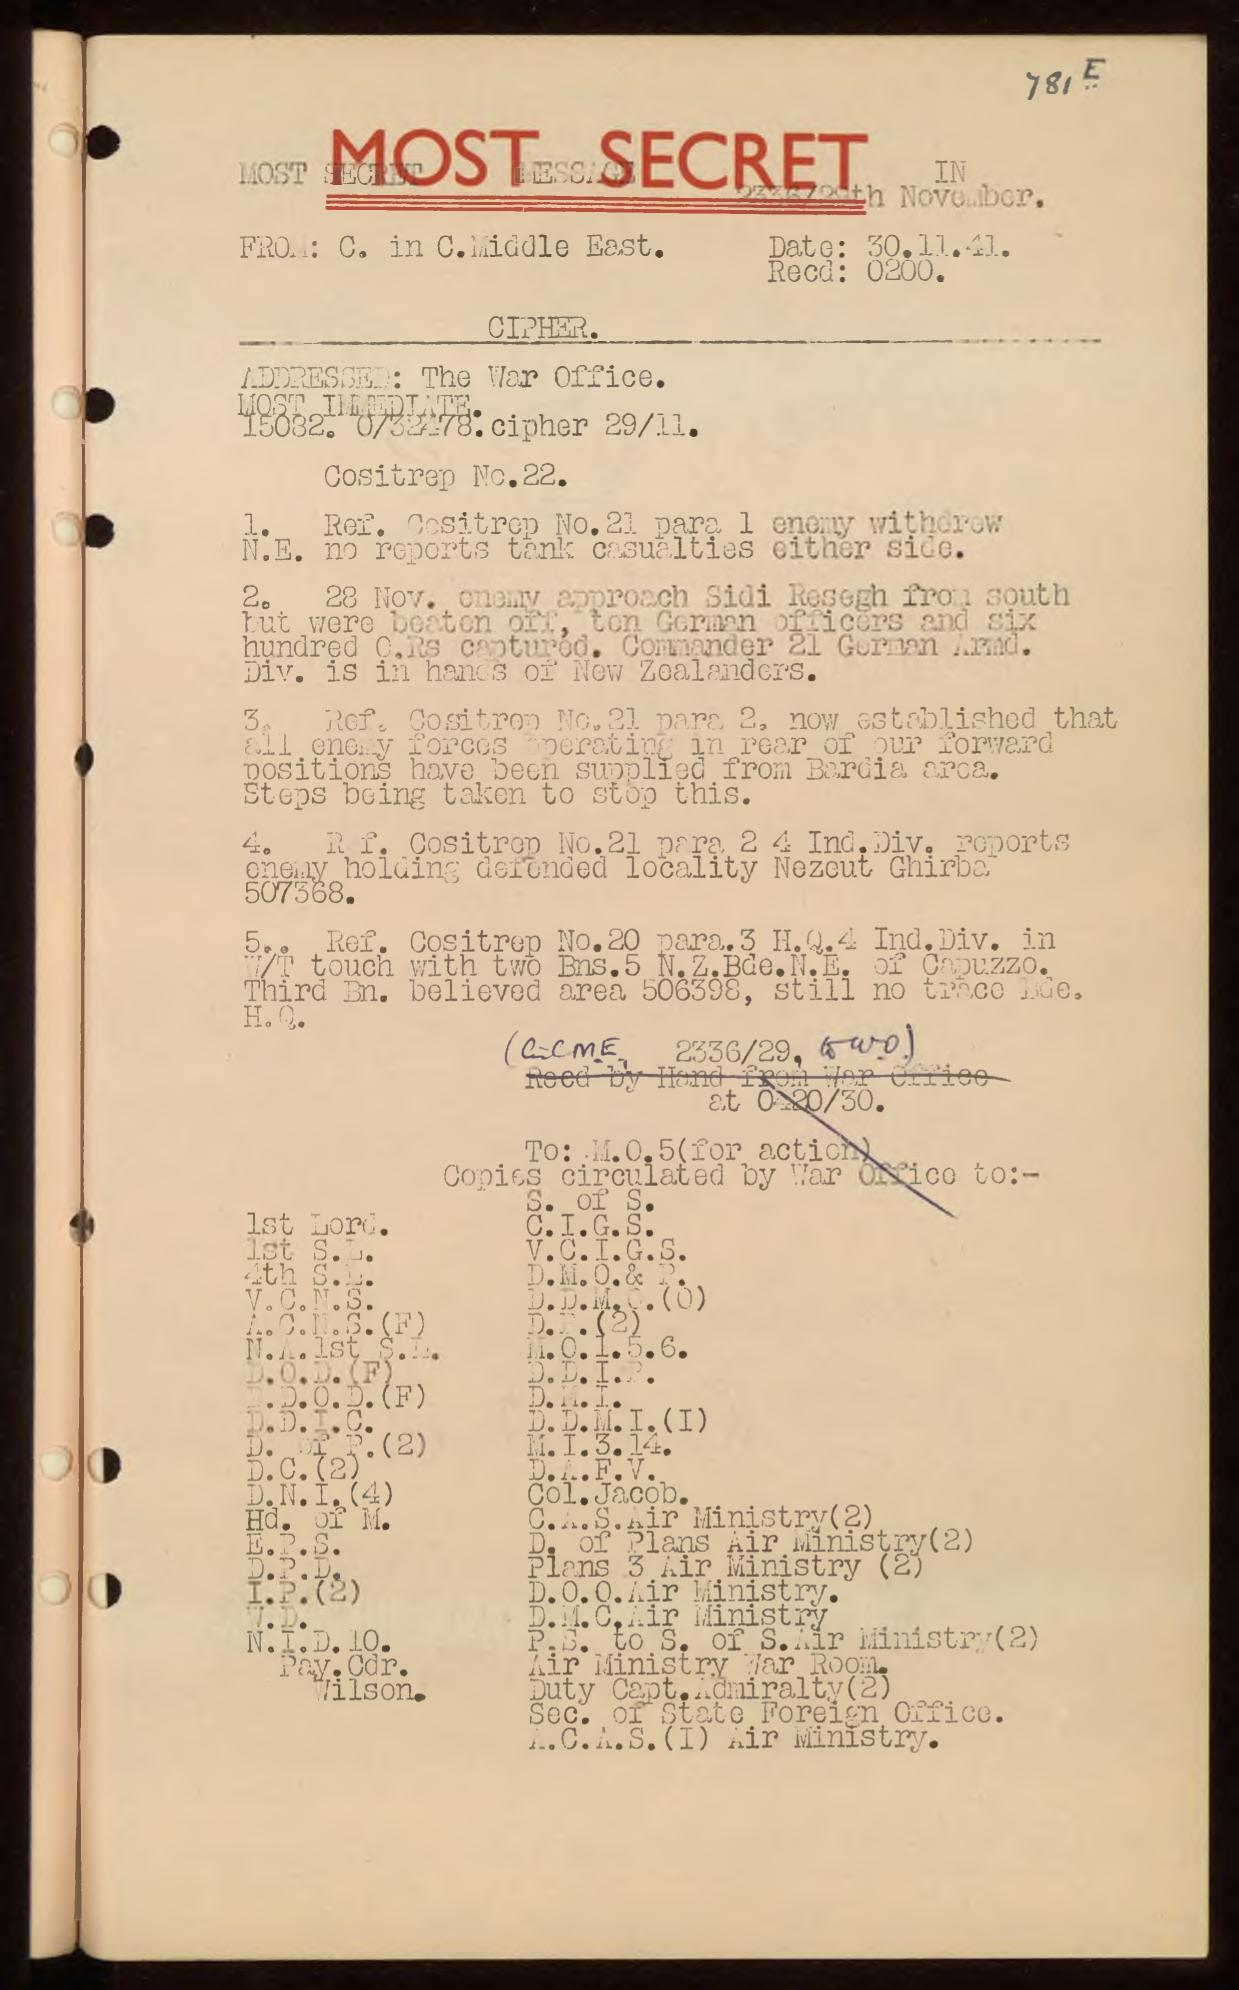 781 E
MOST SECRET
MOST SECRET MESSAGE IN
2336/29th November.
FROM: C. in C.Middle East. Date: 30.11.41.
Recd: 0200.
CIPHER.
ADDRESSED: The War Office.
MOST IMMEDIATE.
15082. 0/32478.cipher 29/11.
Cositrep No.22.
1. Ref. Cositrep No.21 para 1 enemy withdrew
N.E. no reports tank casualties either side.
2. 28 Nov. enemy approach Sidi Resegh from south
but were beaten off, ten German officers and six
hundred O.Rs captured. Commander 21 German Armd.
Div. is in hands of New Zealanders.
3. Ref. Cositrep No.21 para 2. now established that
all enemy forces operating in rear of our forward
positions have been supplied from Bardia area.
Steps being taken to stop this.
4. Ref. Cositrep No.21 para 2 4 Ind.Div. reports
enemy holding defended locality Nezeut Ghirba
507368.
5.. Ref. Cositrep No.20 para.3 H.Q.4 Ind.Div. in
W/T touch with two Bns.5 N.Z.Bde.N.E. of Capuzzo.
Third Bn. believed area 506398, still no trace Bde.
H.Q.
(C-in-C M.E. 2336/29, to W.O.)
Recd by Hand from War Office
at 0420/30.
To: M.O.5(for action)
Copies circulated by War Office to:-
S. of S.
1st Lord. C.I.G.S.
1st S.L. V.C.I.G.S.
4th S.L. D.M.O.& P.
V.C.N.S. D.D.M.O.(O)
A.C.N.S.(F) D.P.(2)
N.A.1st S.L. M.O.1.5.6.
D.O.D.(F) D.D.I.P.
D.D.O.D.(F) D.M.I.
D.D.I.C. D.D.M.I.(I)
D. of P.(2) M.I.3.14.
D.C.(2) D.A.F.V.
D.N.I.(4) Col.Jacob.
Hd. of M. C.A.S.Air Ministry(2)
E.P.S. D. of Plans Air Ministry(2)
D.P.D. Plans 3 Air Ministry (2)
I.P.(2) D.O.O.Air Ministry.
W.D. D.M.C.Air Ministry
N.I.D.10. P.S. to S. of S.Air Ministry(2)
Pay.Cdr. Air Ministry War Room.
Wilson. Duty Capt.Admiralty(2)
Sec. of State Foreign Office.
A.C.A.S.(I) Air Ministry.